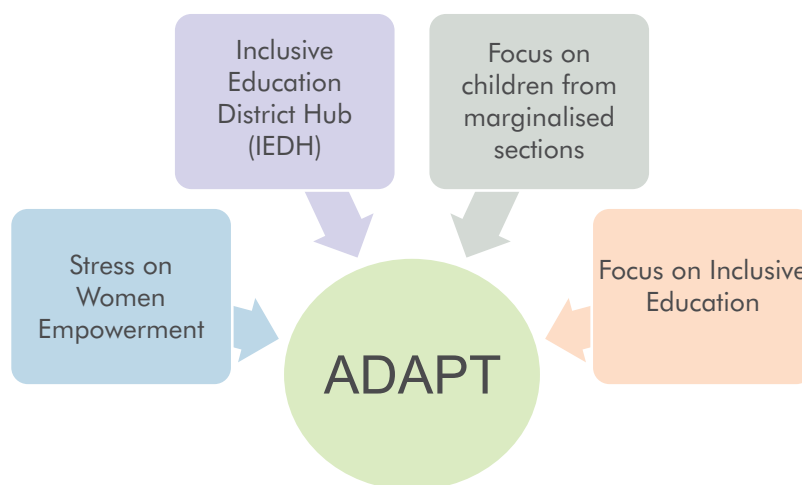 Inclusive
Education
District Hub
(IEDH)
Focus on
children from
marginalised
sections
Stress on
Women
Empowerment
Focus on Inclusive
Education
ADAPT